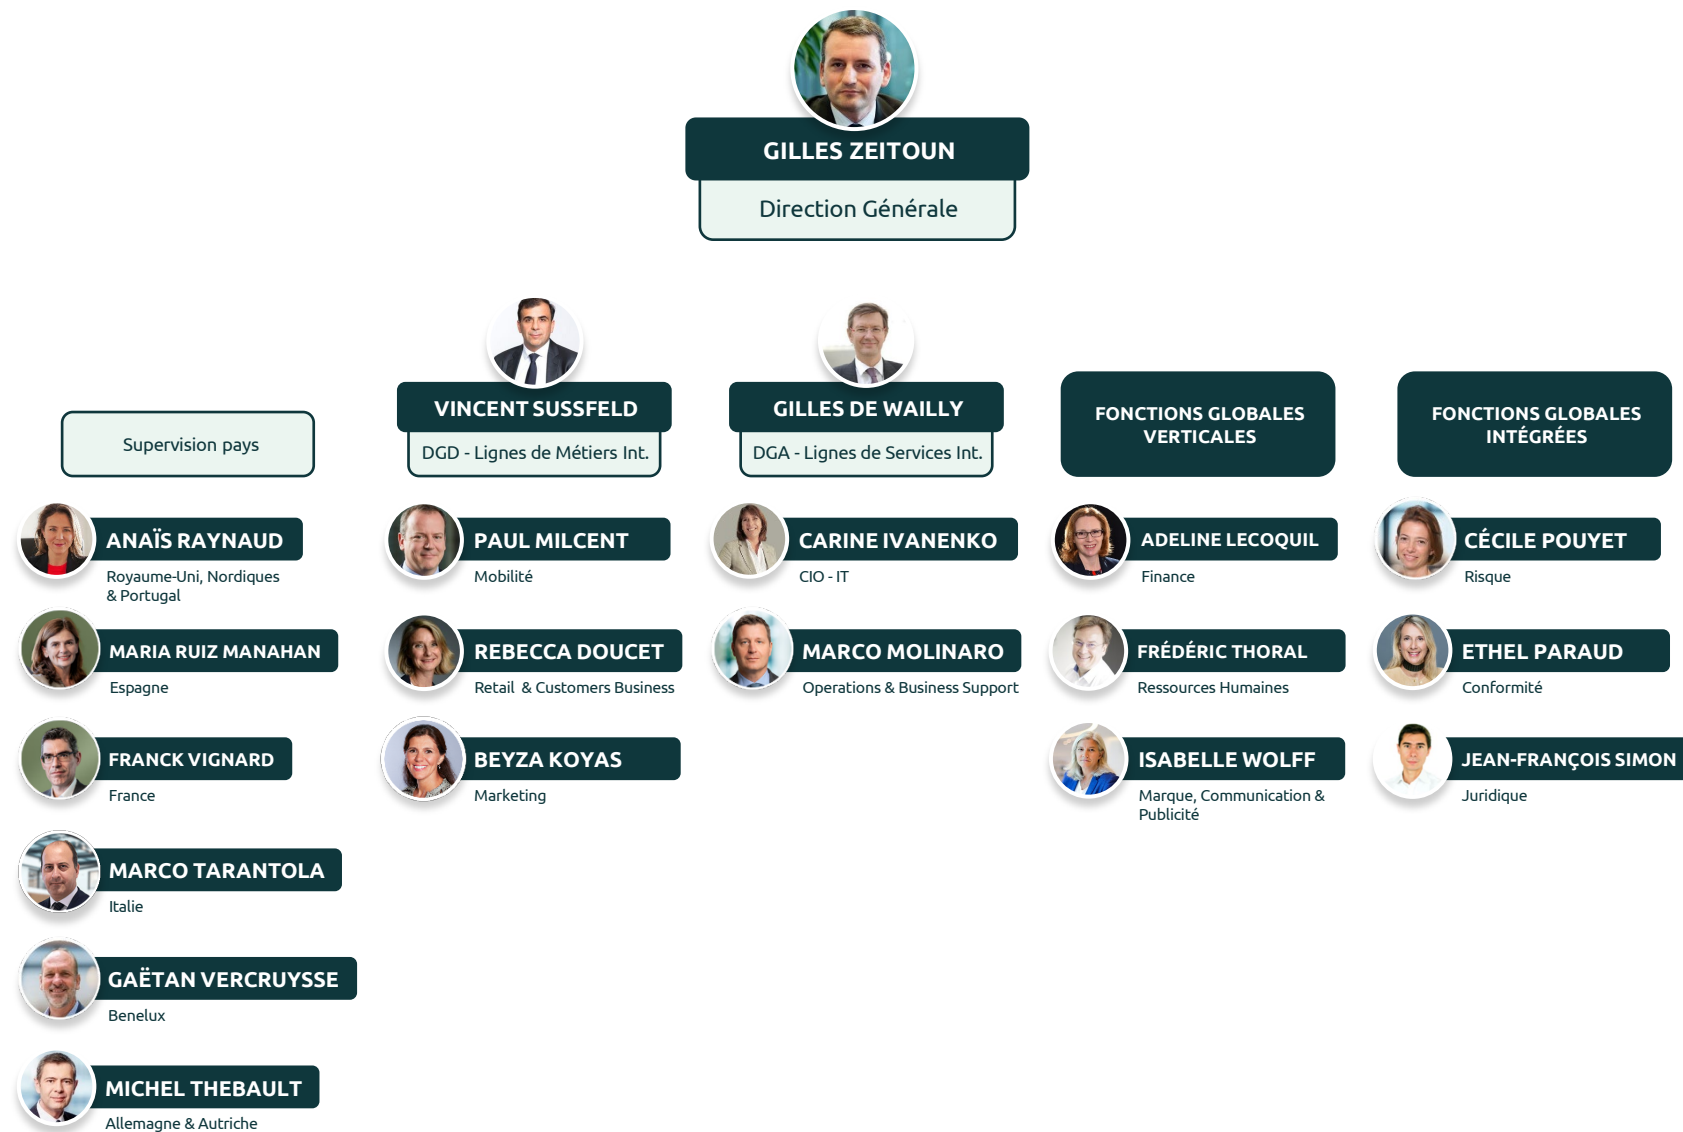 GILLES ZEITOUN
Direction Générale
Supervision pays
ANAÏS RAYNAUD
Royaume-Uni, Nordiques
& Portugal
MARIA RUIZ MANAHAN
Espagne
FRANCK VIGNARD
France
MARCO TARANTOLA
Italie
GAËTAN VERCRUYSSE
Benelux
MICHEL THEBAULT
Allemagne & Autriche
VINCENT SUSSFELD
DGD - Lignes de Métiers Int.
PAUL MILCENT
Mobilité
REBECCA DOUCET
Retail & Customers Business
BEYZA KOYAS
Marketing
GILLES DE WAILLY
DGA - Lignes de Services Int.
CARINE IVANENKO
CIO - IT
MARCO MOLINARO
Operations & Business Support
FONCTIONS GLOBALES
VERTICALES
ADELINE LECOQUIL
Finance
FRÉDÉRIC THORAL
Ressources Humaines
ISABELLE WOLFF
Marque, Communication &
Publicité
FONCTIONS GLOBALES
INTÉGRÉES
CÉCILE POUYET
Risque
ETHEL PARAUD
Conformité
JEAN-FRANÇOIS SIMON
Juridique